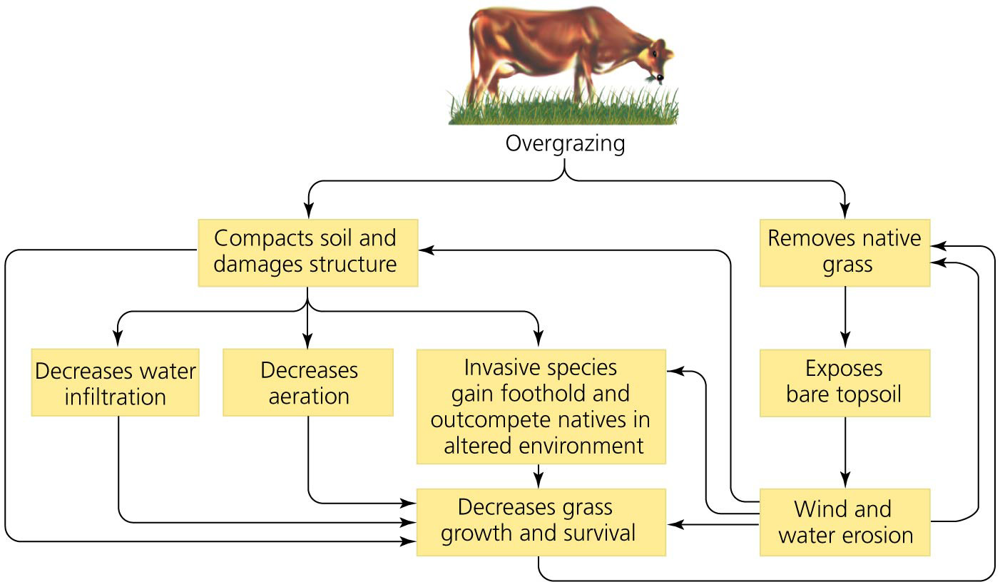 Overgrazing
Compacts soil and
damages structure
Removes native
grass
Decreases water
infiltration
Decreases
aeration
Invasive species
gain foothold and
outcompete natives in
altered environment
Exposes
bare topsoil
Decreases grass
growth and survival
Wind and
water erosion